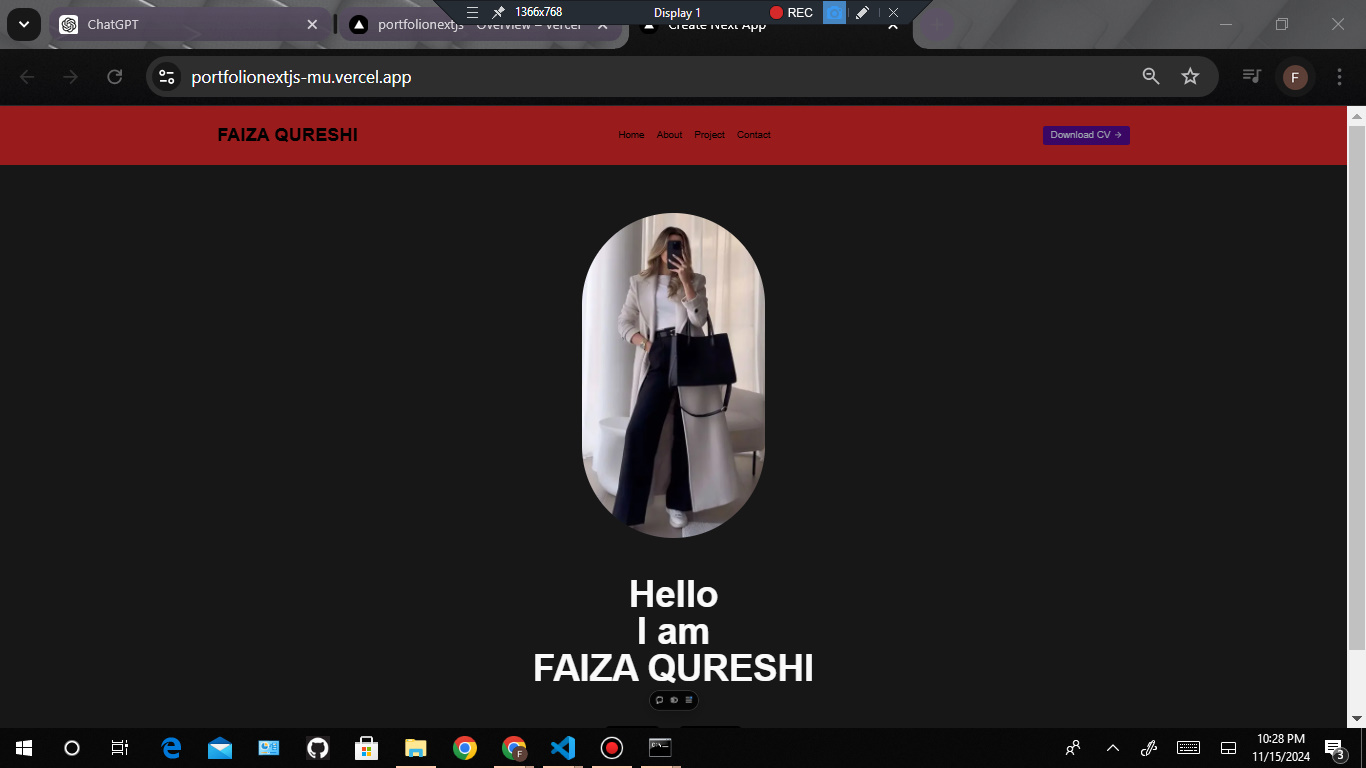 1366x768
Display 1
REC
ChatGPT
portfolionextjs - Overview – Vercel
Create Next App
portfolionextjs-mu.vercel.app
F
FAIZA QURESHI
Home
About
Project
Contact
Download CV →
Hello
I am
FAIZA QURESHI
F
10:28 PM
11/15/2024
3